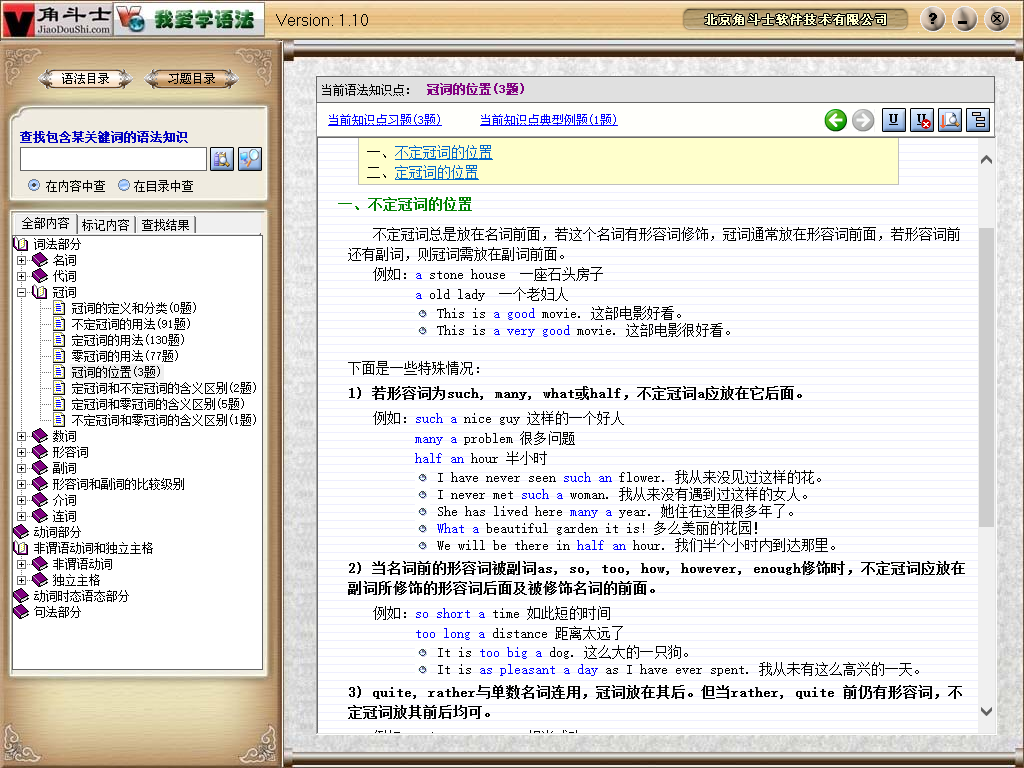 角斗士
JiaoDouShi.com
我爱学语法
Version: 1.10
北京角斗士软件技术有限公司
语法目录
习题目录
查找包含某关键词的语法知识
在内容中查
在目录中查
全部内容
标记内容
查找结果
词法部分
名词
代词
冠词
冠词的定义和分类(0题)
不定冠词的用法(91题)
定冠词的用法(130题)
零冠词的用法(77题)
冠词的位置(3题)
定冠词和不定冠词的含义区别(2题)
定冠词和零冠词的含义区别(5题)
不定冠词和零冠词的含义区别(1题)
数词
形容词
副词
形容词和副词的比较级别
介词
连词
动词部分
非谓语动词和独立主格
非谓语动词
独立主格
动词时态语态部分
句法部分
当前语法知识点： 冠词的位置(3题)
当前知识点习题(3题)
当前知识点典型例题(1题)
一、不定冠词的位置
二、定冠词的位置
一、不定冠词的位置
不定冠词总是放在名词前面，若这个名词有形容词修饰，冠词通常放在形容词前面，若形容词前
还有副词，则冠词需放在副词前面。
例如：a stone house 一座石头房子
a old lady 一个老妇人
This is a good movie. 这部电影好看。
This is a very good movie. 这部电影很好看。
下面是一些特殊情况：
1) 若形容词为such, many, what或half，不定冠词a应放在它后面。
例如：such a nice guy 这样的一个好人
many a problem 很多问题
half an hour 半小时
I have never seen such an flower. 我从来没见过这样的花。
I never met such a woman. 我从来没有遇到过这样的女人。
She has lived here many a year. 她住在这里很多年了。
What a beautiful garden it is! 多么美丽的花园!
We will be there in half an hour. 我们半个小时内到达那里。
2) 当名词前的形容词被副词as, so, too, how, however, enough修饰时，不定冠词应放在
副词所修饰的形容词后面及被修饰名词的前面。
例如：so short a time 如此短的时间
too long a distance 距离太远了
It is too big a dog. 这么大的一只狗。
It is as pleasant a day as I have ever spent. 我从未有这么高兴的一天。
3) quite, rather与单数名词连用，冠词放在其后。但当rather, quite 前仍有形容词，不
定冠词放其前后均可。